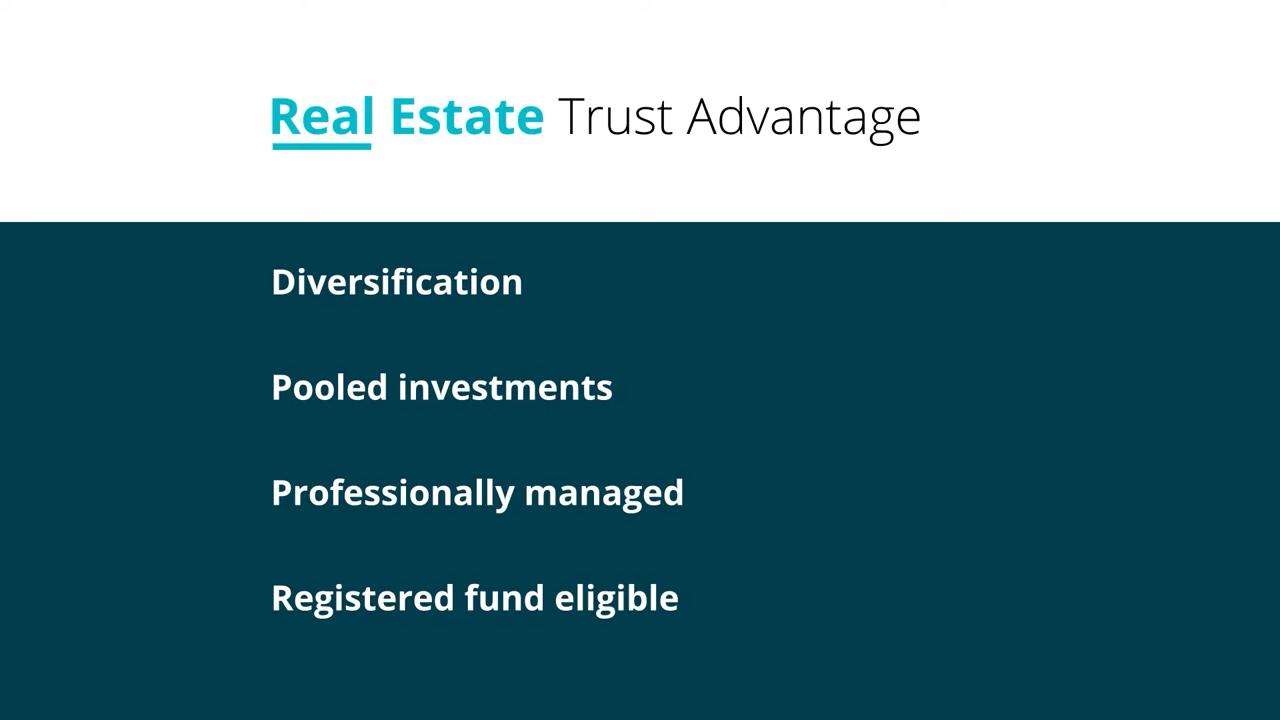 Real Estate Trust Advantage
Diversification
Pooled investments
Professionally managed
Registered fund eligible